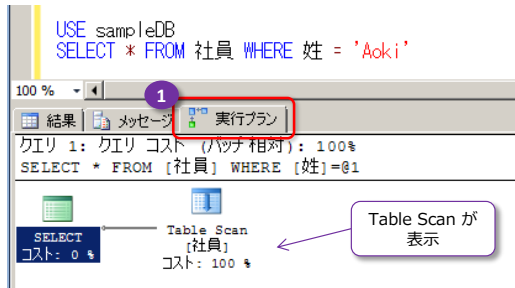 USE sampleDB
SELECT * FROM 社員 WHERE 姓 = 'Aoki'
100 %
1
結果 メッセージ 実行プラン
クエリ 1: クエリ コスト (バッチ相対): 100%
SELECT * FROM [社員] WHERE [姓]=@1
SELECT
コスト: 0 %
Table Scan
[社員]
コスト: 100 %
Table Scan が
表示